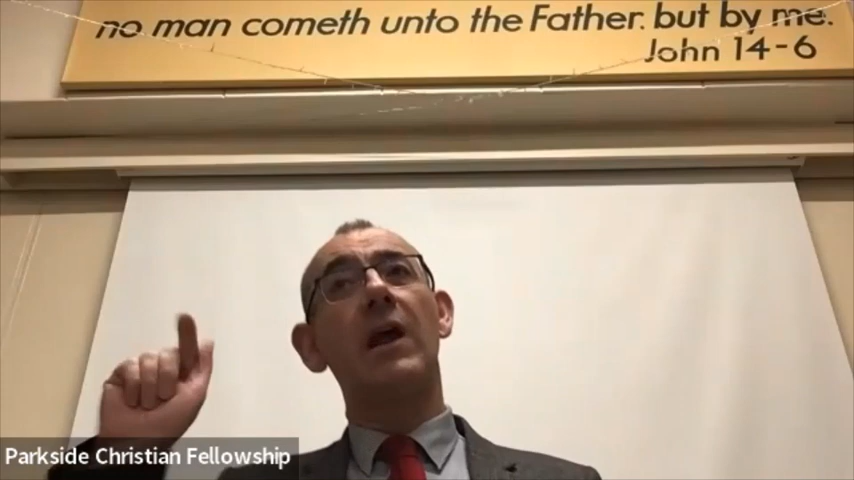 no man cometh unto the Father: but by me.
John 14-6
Parkside Christian Fellowship